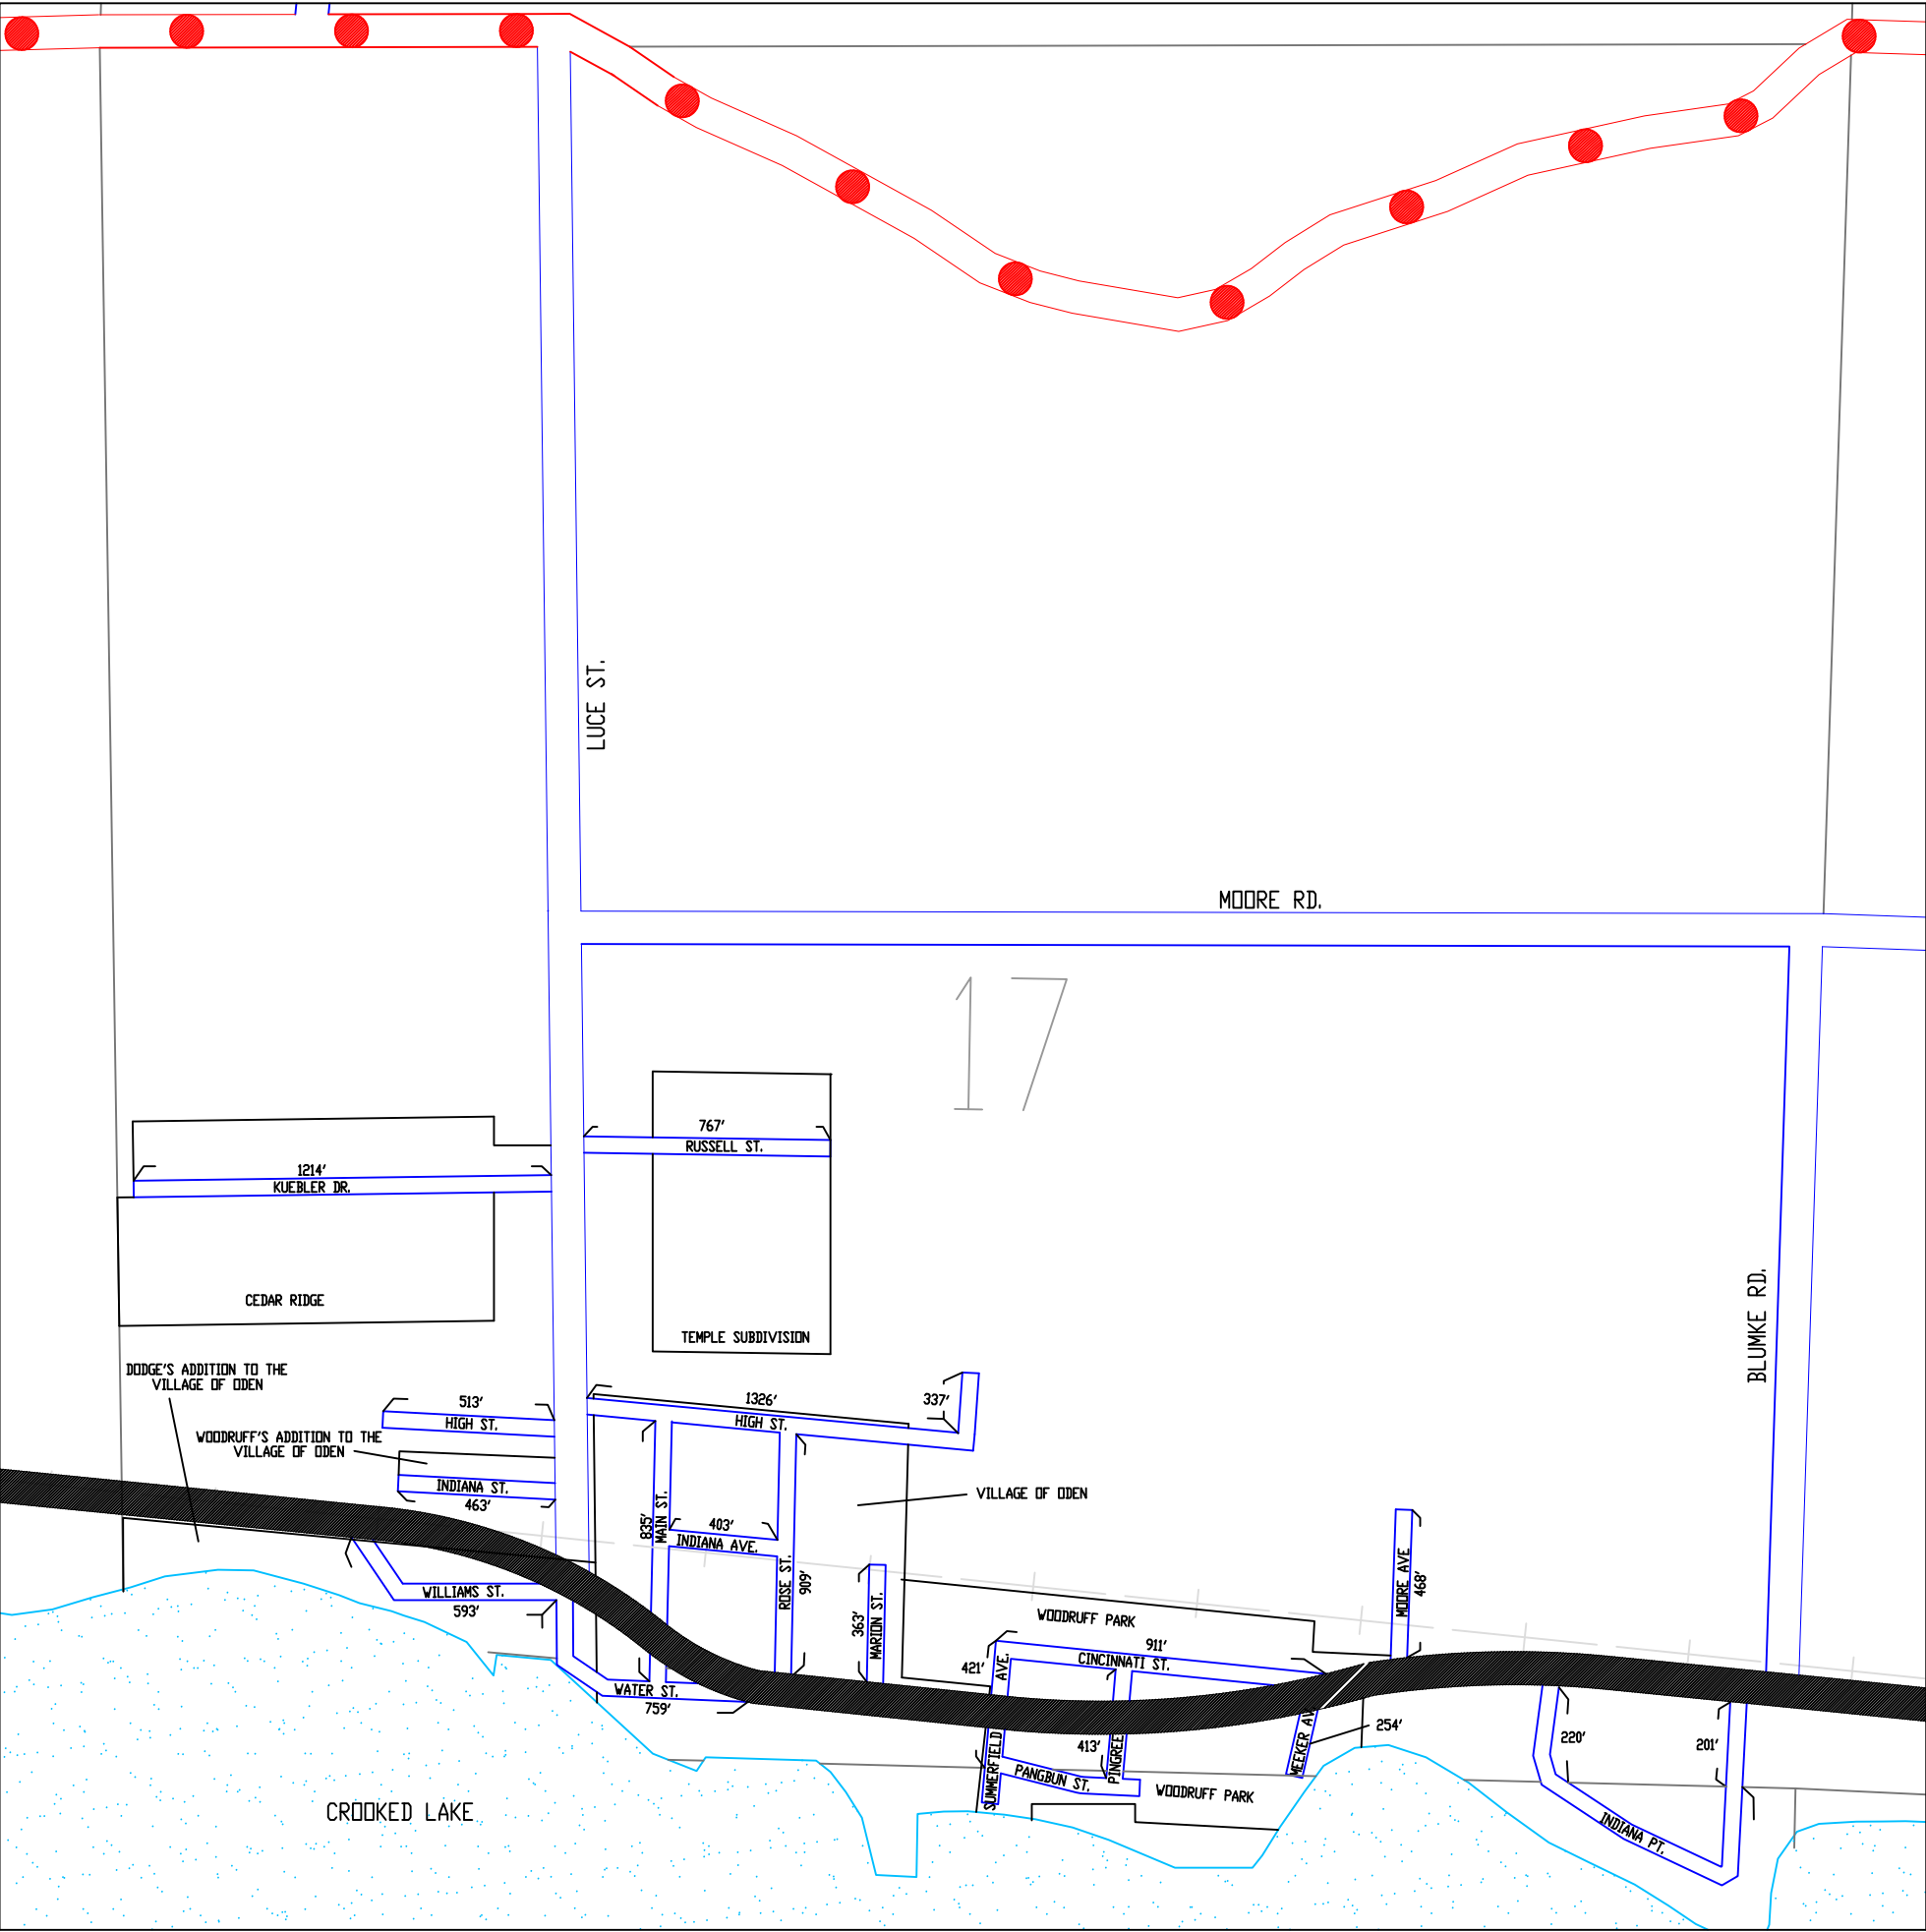 LUCE ST.
MOORE RD.
17
767'
RUSSELL ST.
1214'
KUEBLER DR.
CEDAR RIDGE
TEMPLE SUBDIVISION
BLUMKE RD.
DODGE'S ADDITION TO THE
VILLAGE OF ODEN
513'
HIGH ST.
1326'
HIGH ST.
337'
WOODRUFF'S ADDITION TO THE
VILLAGE OF ODEN
INDIANA ST.
463'
VILLAGE OF ODEN
835'
MAIN ST.
403'
INDIANA AVE.
ROSE ST.
909'
363'
MARION ST.
MOORE AVE
468'
WILLIAMS ST.
593'
WOODRUFF PARK
911'
CINCINNATI ST.
421'
SUMMERFIELD AVE.
WATER ST.
759'
413'
PINGREE
MEEKER AV
254'
220'
201'
PANGBUN ST.
WOODRUFF PARK
CROOKED LAKE
INDIANA PT.